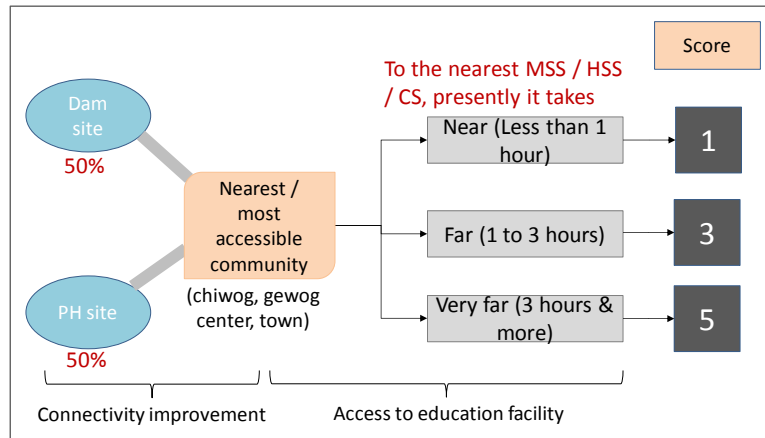 Score
To the nearest MSS / HSS
/ CS, presently it takes
Dam
site
50%
Near (Less than 1
hour)
1
Nearest /
most
accessible
community
(chiwog, gewog
center, town)
Far (1 to 3 hours)
3
PH site
50%
Very far (3 hours &
more)
5
Connectivity improvement
Access to education facility